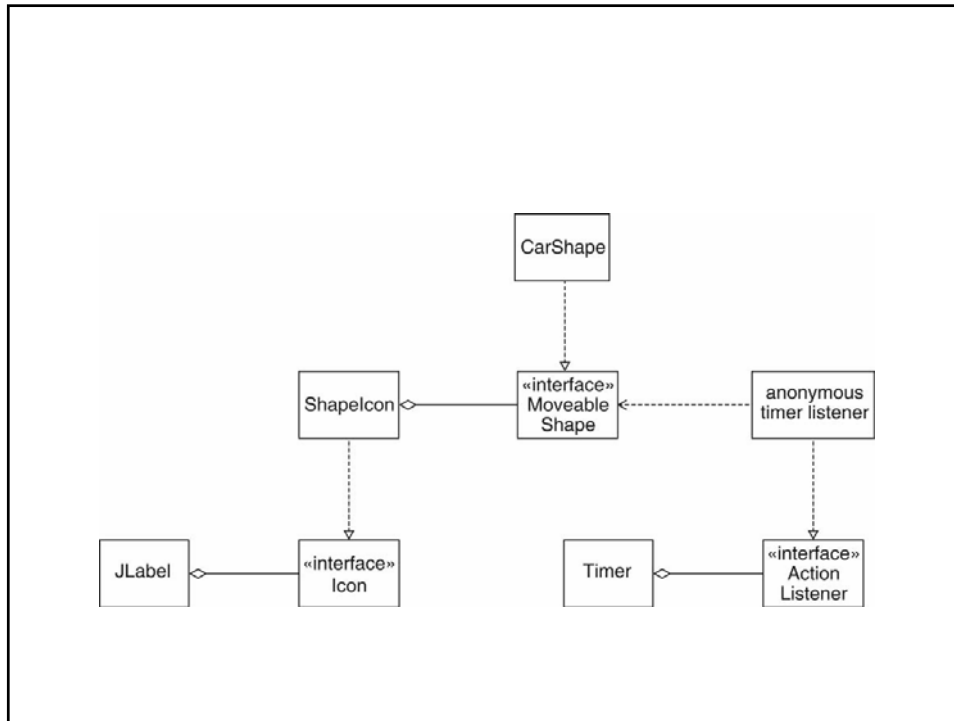 CarShape
ShapeIcon
«interface»
Moveable
Shape
anonymous
timer listener
JLabel
«interface»
Icon
Timer
«interface»
Action
Listener